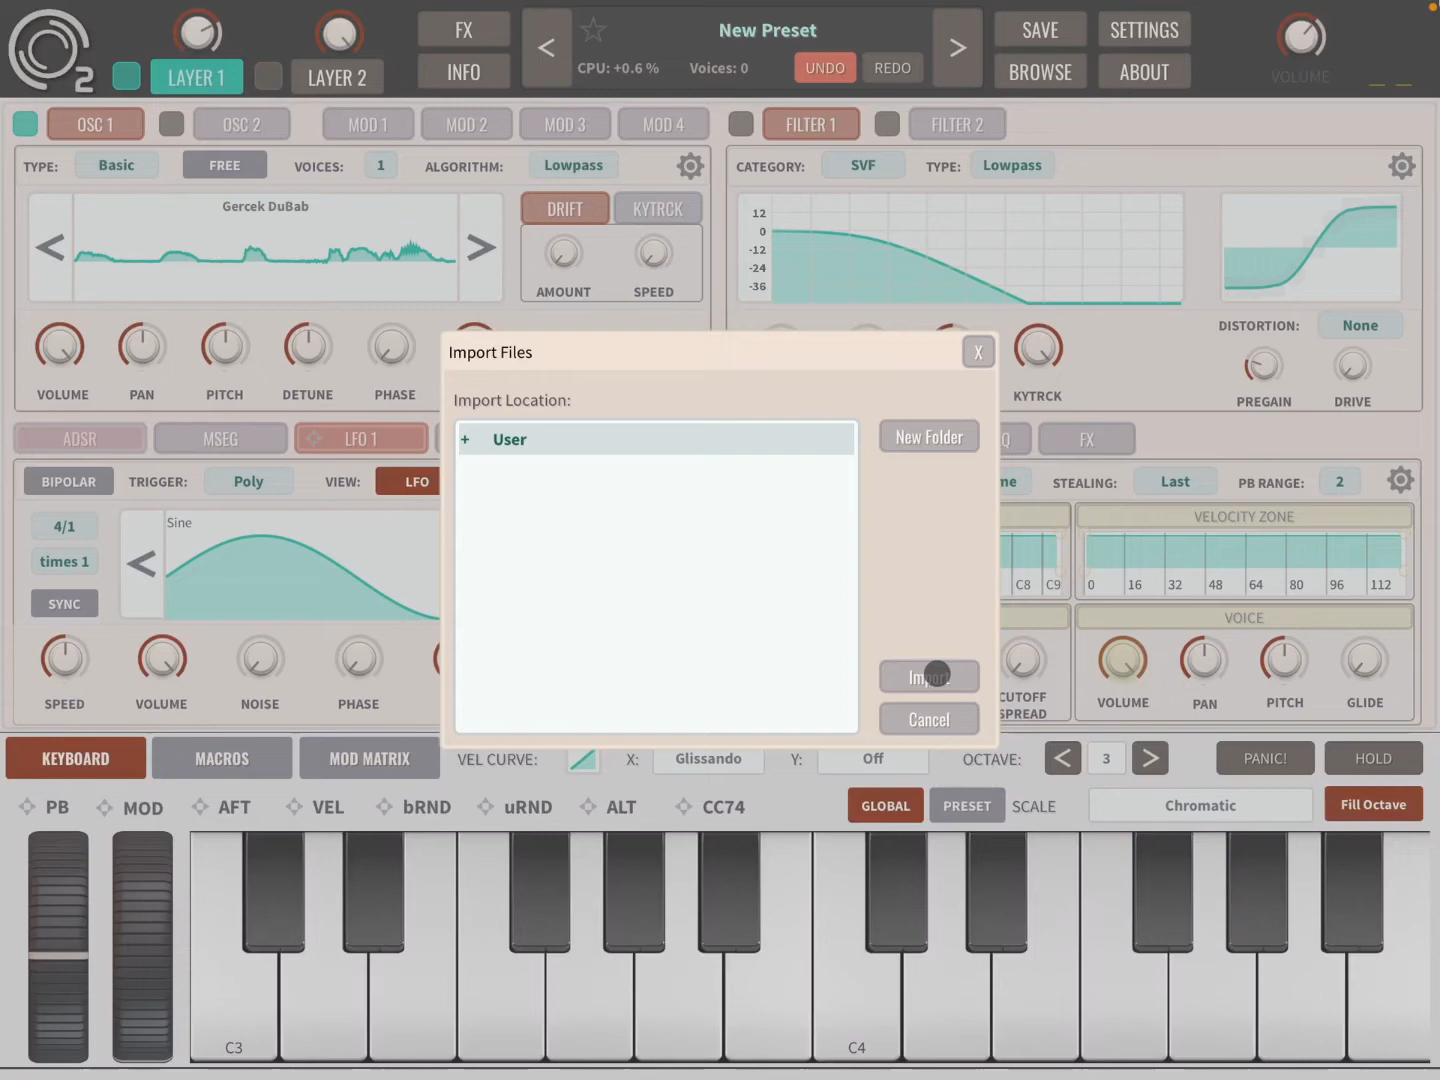 2
LAYER 1
LAYER 2
FX
INFO
<
New Preset
CPU: +0.6 %
Voices: 0
UNDO
REDO
>
SAVE
BROWSE
SETTINGS
ABOUT
VOLUME
OSC 1
OSC 2
MOD 1
MOD 2
MOD 3
MOD 4
FILTER 1
FILTER 2
TYPE:
Basic
FREE
VOICES:
1
ALGORITHM:
Lowpass
CATEGORY:
SVF
TYPE:
Lowpass
Gercek DuBab
<
>
DRIFT
KYTRCK
AMOUNT
SPEED
12
0
-12
-24
-36
DISTORTION:
None
VOLUME
PAN
PITCH
DETUNE
PHASE
KYTRCK
PREGAIN
DRIVE
Import Files
X
Import Location:
+ User
New Folder
Import
Cancel
ADSR
MSEG
LFO 1
Q
FX
BIPOLAR
TRIGGER:
Poly
VIEW:
LFO
ne
STEALING:
Last
PB RANGE:
2
4/1
times 1
SYNC
Sine
<
C8
C9
VELOCITY ZONE
0
16
32
48
64
80
96
112
VOICE
SPEED
VOLUME
NOISE
PHASE
CUTOFF
SPREAD
VOLUME
PAN
PITCH
GLIDE
KEYBOARD
MACROS
MOD MATRIX
VEL CURVE:
X:
Glissando
Y:
Off
OCTAVE:
<
3
>
PANIC!
HOLD
PB
MOD
AFT
VEL
bRND
uRND
ALT
CC74
GLOBAL
PRESET
SCALE
Chromatic
Fill Octave
C3
C4